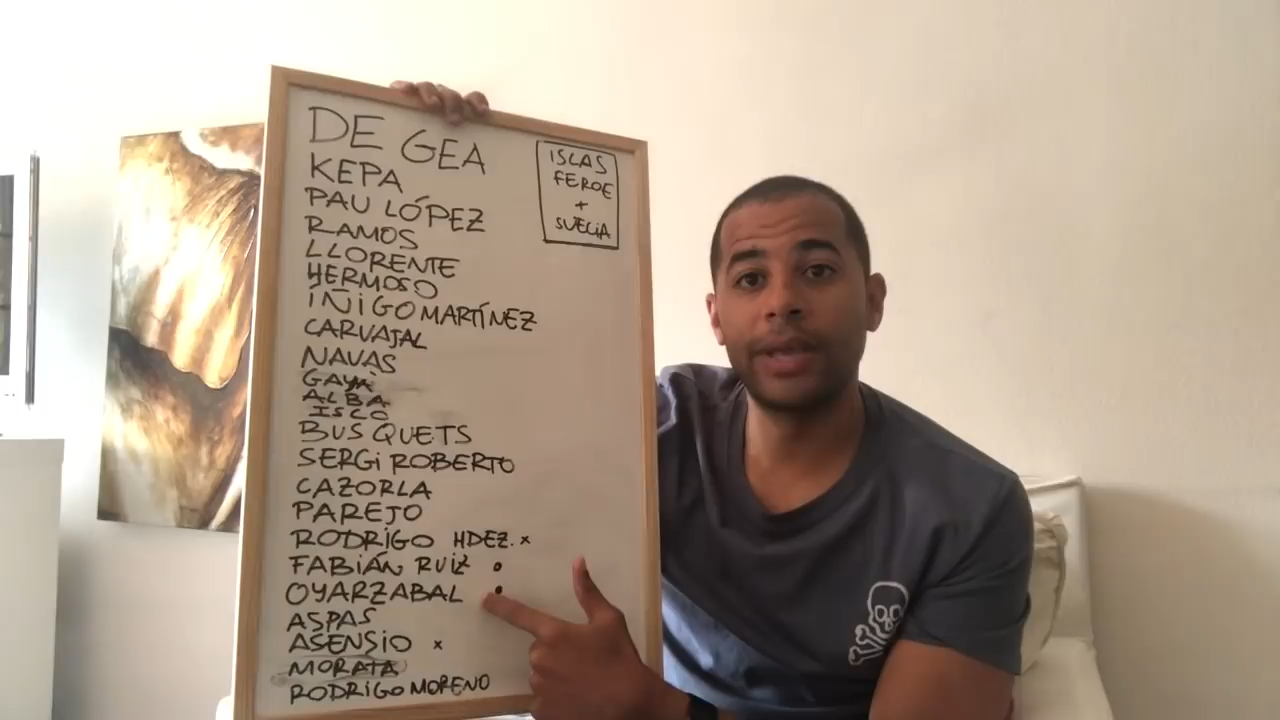 DE GEA
KEPA
PAU LÓPEZ
RAMOS
LLORENTE
HERMOSO
IÑIGO MARTÍNEZ
CARVAJAL
NAVAS
GAYÀ
ALBA
ISCO
BUSQUETS
SERGI ROBERTO
CAZORLA
PAREJO
RODRIGO HDEZ. x
FABIÁN RUIZ •
OYARZABAL •
ASPAS
ASENSIO x
MORATA
RODRIGO MORENO
ISLAS
FEROE
+
SUECIA